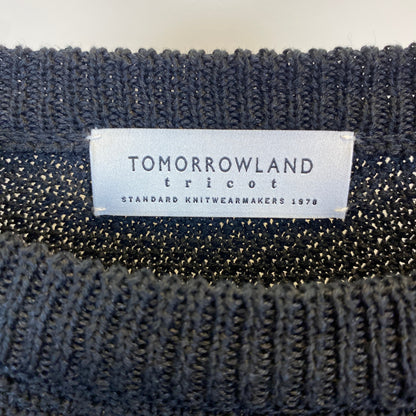 TOMORROWLAND
tricot
STANDARD KNITWEARMAKERS 1978